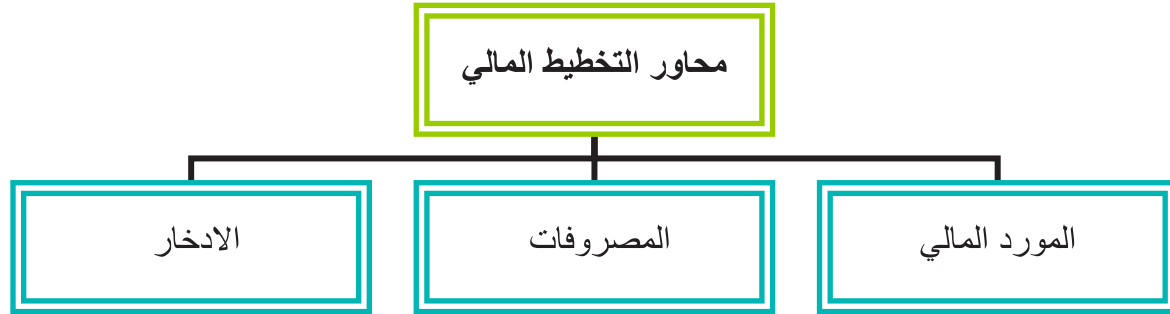 محاور التخطيط المالي
المورد المالي
المصروفات
الادخار